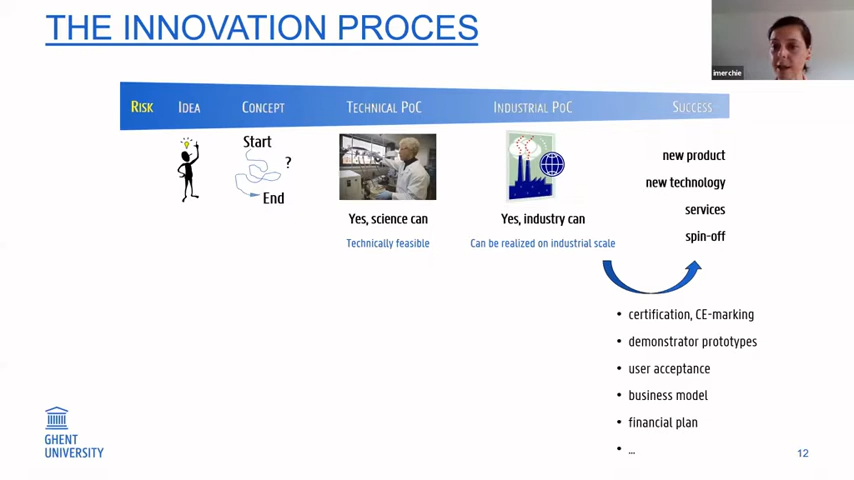 THE INNOVATION PROCES
imerchie
RISK IDEA CONCEPT TECHNICAL POC INDUSTRIAL POC SUCCESS
Start
?
End
Yes, science can
Technically feasible
Yes, industry can
Can be realized on industrial scale
new product
new technology
services
spin-off
• certification, CE-marking
• demonstrator prototypes
• user acceptance
• business model
• financial plan
• ...
GHENT
UNIVERSITY
12